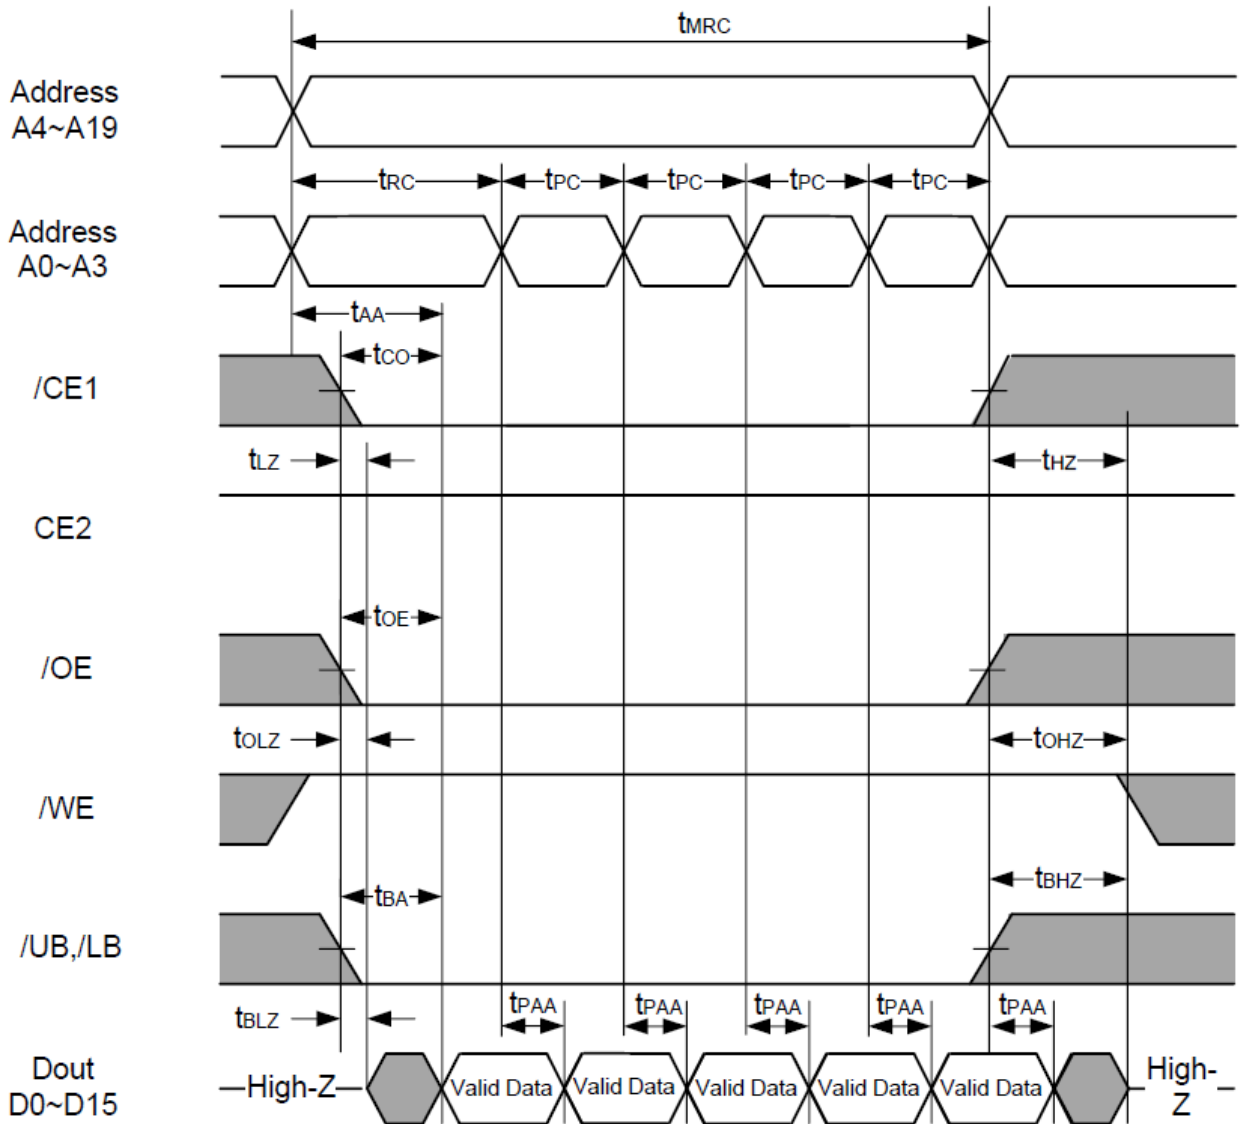 tMRC
Address
A4~A19
tRC tPC tPC tPC tPC
Address
A0~A3
tAA
tCO
/CE1
tLZ tHZ
CE2
tOE
/OE
tOLZ tOHZ
/WE
tBA tBHZ
/UB,/LB
tBLZ tPAA tPAA tPAA tPAA tPAA
Dout
D0~D15
High-Z Valid Data Valid Data Valid Data Valid Data Valid Data High-
Z